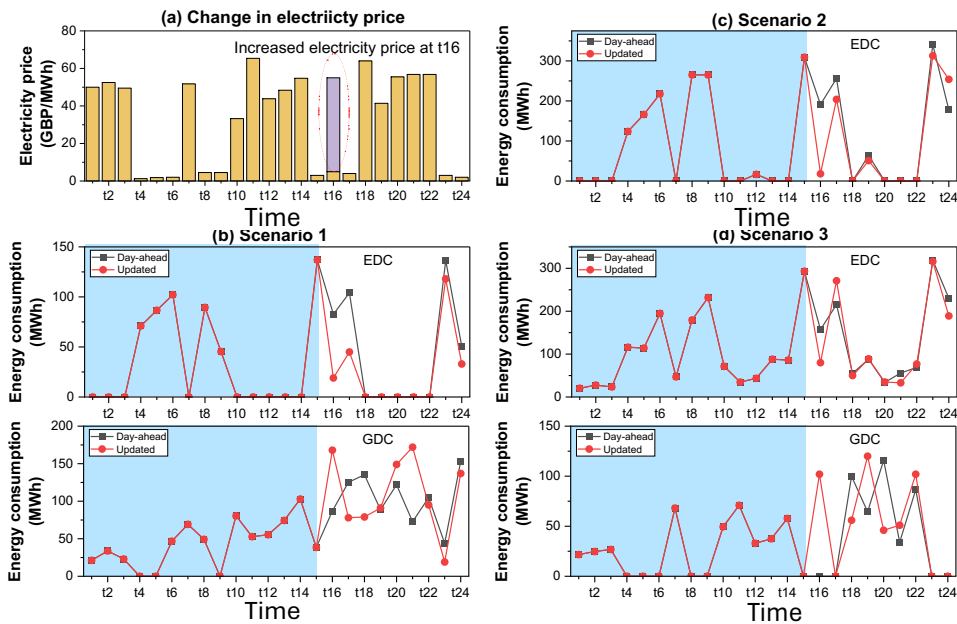 (a) Change in electriicty price
Electricity price
(GBP/MWh)
80
60
40
20
0
Increased electricity price at t16
t2 t4 t6 t8 t10 t12 t14 t16 t18 t20 t22 t24
Time
(b) Scenario 1
Energy consumption
(MWh)
150
100
50
0
Day-ahead
Updated
EDC
t2 t4 t6 t8 t10 t12 t14 t16 t18 t20 t22 t24
Energy consumption
(MWh)
200
150
100
50
0
Day-ahead
Updated
GDC
t2 t4 t6 t8 t10 t12 t14 t16 t18 t20 t22 t24
Time
(c) Scenario 2
Energy consumption
(MWh)
300
200
100
0
Day-ahead
Updated
EDC
t2 t4 t6 t8 t10 t12 t14 t16 t18 t20 t22 t24
Time
(d) Scenario 3
Energy consumption
(MWh)
300
200
100
0
Day-ahead
Updated
EDC
t2 t4 t6 t8 t10 t12 t14 t16 t18 t20 t22 t24
Energy consumption
(MWh)
150
100
50
0
Day-ahead
Updated
GDC
t2 t4 t6 t8 t10 t12 t14 t16 t18 t20 t22 t24
Time